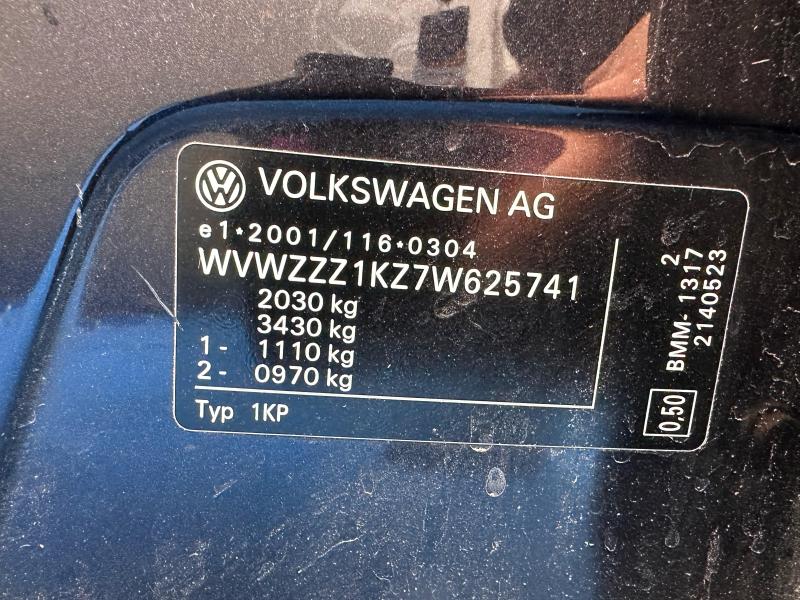 VOLKSWAGEN AG
e1*2001/116*0304
WVWZZZ1KZ7W625741
2030 kg
3430 kg
1 - 1110 kg
2 - 0970 kg
Typ 1KP
2
BMM- 1317
2140523
0,50